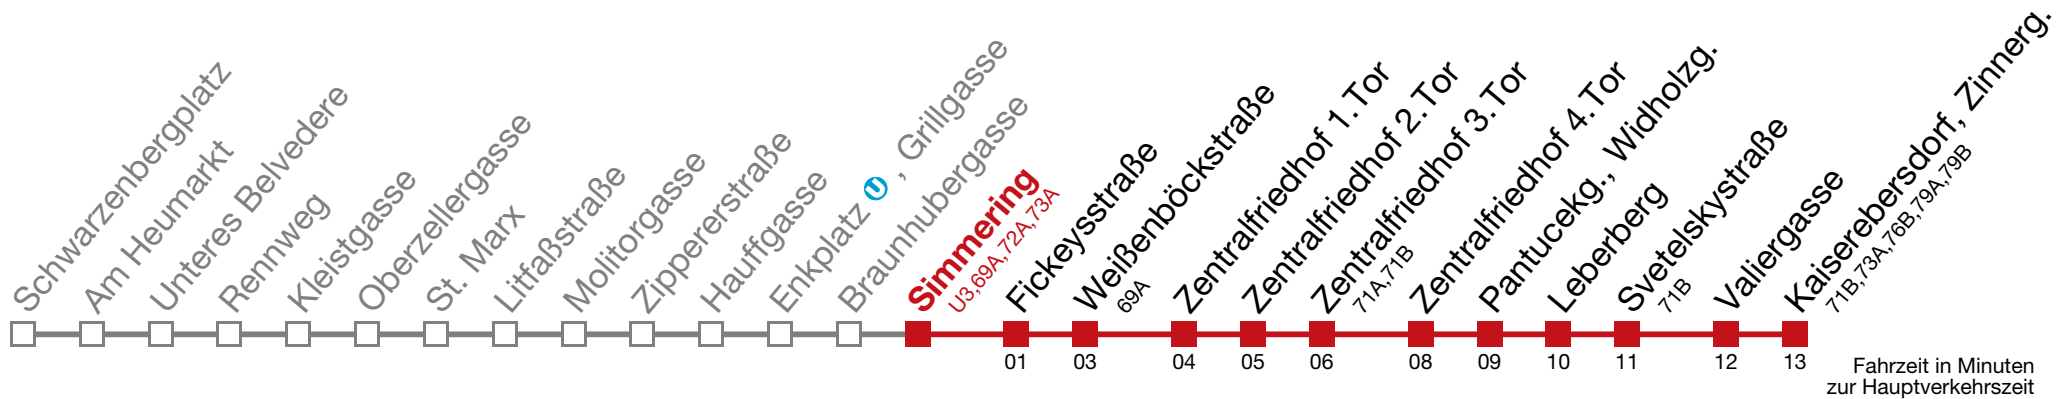 Schwarzenbergplatz
Am Heumarkt
Unteres Belvedere
Rennweg
Kleistgasse
Oberzellergasse
St. Marx
Litfaßstraße
Molitorgasse
Zippererstraße
Hauffgasse
Enkplatz U , Grillgasse
Braunhubergasse
Simmering
U3,69A,72A,73A
Fickeysstraße
Weißenböckstraße
69A
Zentralfriedhof 1. Tor
Zentralfriedhof 2. Tor
Zentralfriedhof 3. Tor
71A,71B
Zentralfriedhof 4. Tor
Pantucekg., Widholzg.
Leberberg
Svetelskystraße
71B
Valiergasse
Kaiserebersdorf, Zinnerg.
71B,73A,76B,79A,79B
01 03 04 05 06 08 09 10 11 12 13
Fahrzeit in Minuten
zur Hauptverkehrszeit